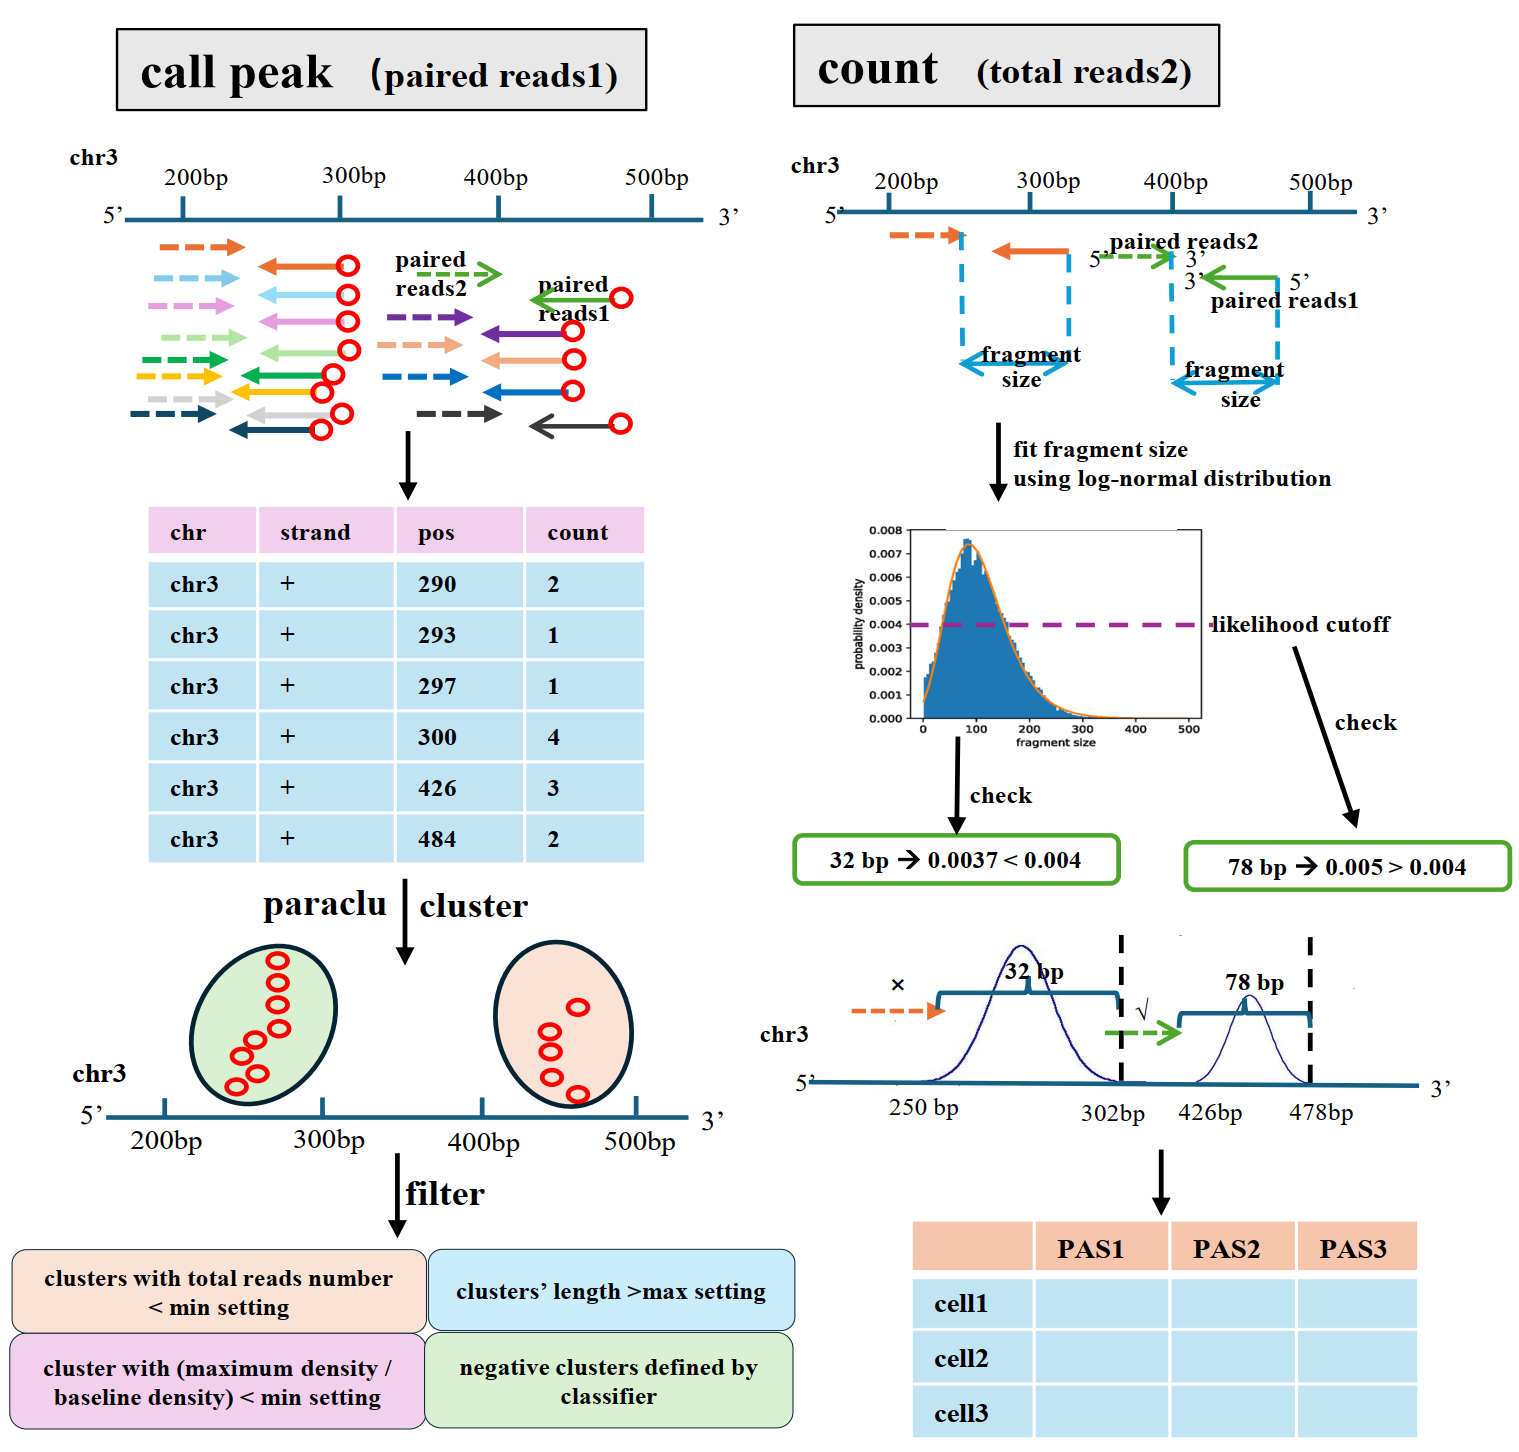 call peak (paired reads1)
chr3
200bp 300bp 400bp 500bp
5’ 3’
paired
reads2
paired
reads1
chr strand pos count
chr3 + 290 2
chr3 + 293 1
chr3 + 297 1
chr3 + 300 4
chr3 + 426 3
chr3 + 484 2
paraclu cluster
chr3
5’ 3’
200bp 300bp 400bp 500bp
filter
clusters with total reads number
< min setting
clusters’ length >max setting
cluster with (maximum density /
baseline density) < min setting
negative clusters defined by
classifier
count (total reads2)
chr3
200bp 300bp 400bp 500bp
5’ 3’
paired reads2
5’ 3’
3’ 5’
paired reads1
fragment
size
fragment
size
fit fragment size
using log-normal distribution
0.008
0.007
0.006
0.005
0.004
0.003
0.002
0.001
0.000
probability density
0 100 200 300 400 500
fragment size
likelihood cutoff
check
check
32 bp → 0.0037 < 0.004
78 bp → 0.005 > 0.004
× 32 bp √ 78 bp
chr3
5’ 3’
250 bp 302bp 426bp 478bp
PAS1 PAS2 PAS3
cell1
cell2
cell3